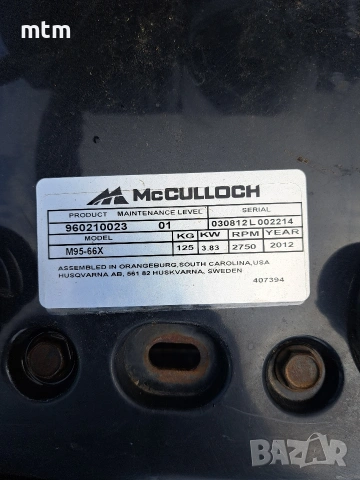 mtm
McCULLOCH
PRODUCT MAINTENANCE LEVEL SERIAL
960210023 01 030812L 002214
MODEL KG KW RPM YEAR
M95-66X 125 3.83 2750 2012
ASSEMBLED IN ORANGEBURG,SOUTH CAROLINA,USA
HUSQVARNA AB, 561 82 HUSKVARNA, SWEDEN
407394
BAZAR